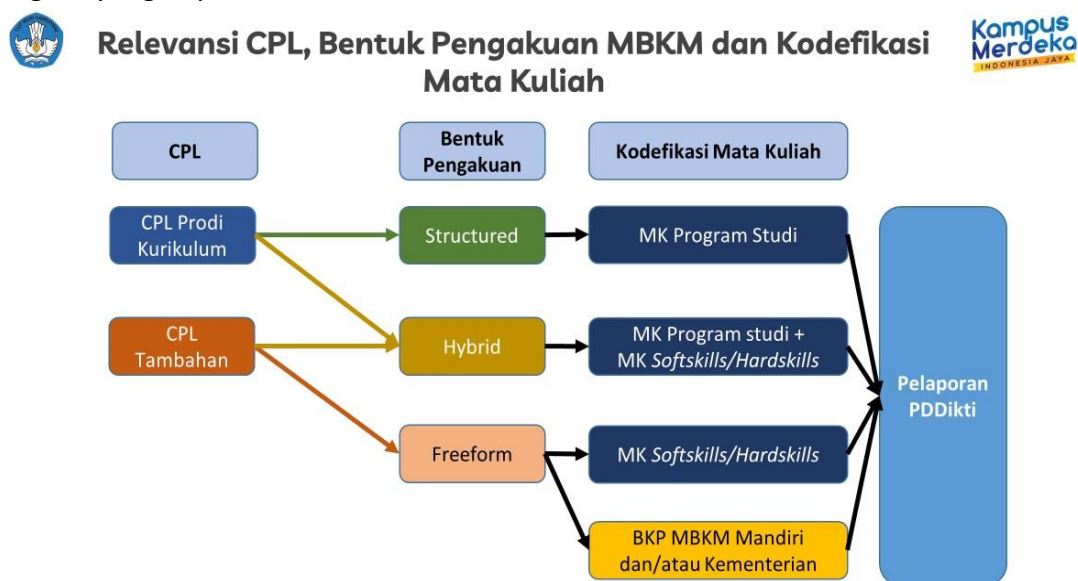 Relevansi CPL, Bentuk Pengakuan MBKM dan Kodefikasi
Mata Kuliah
Kampus
Merdeka
INDONESIA JAYA
CPL
Bentuk
Pengakuan
Kodefikasi Mata Kuliah
CPL Prodi
Kurikulum
Structured
MK Program Studi
CPL
Tambahan
Hybrid
MK Program studi +
MK Softskills/Hardskills
Pelaporan
PDDikti
Freeform
MK Softskills/Hardskills
BKP MBKM Mandiri
dan/atau Kementerian